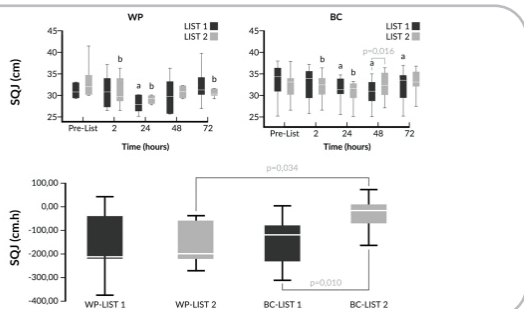 WP
LIST 1
LIST 2
SQJ (cm)
45
40
35
30
25
b
a
b
b
Pre-List
2
24
48
72
Time (hours)
BC
LIST 1
LIST 2
45
40
35
30
25
p=0,016
b
a
b
a
a
Pre-List
2
24
48
72
Time (hours)
SQJ (cm.h)
100,00
0,00
-100,00
-200,00
-300,00
-400,00
p=0,034
p=0,010
WP-LIST 1
WP-LIST 2
BC-LIST 1
BC-LIST 2